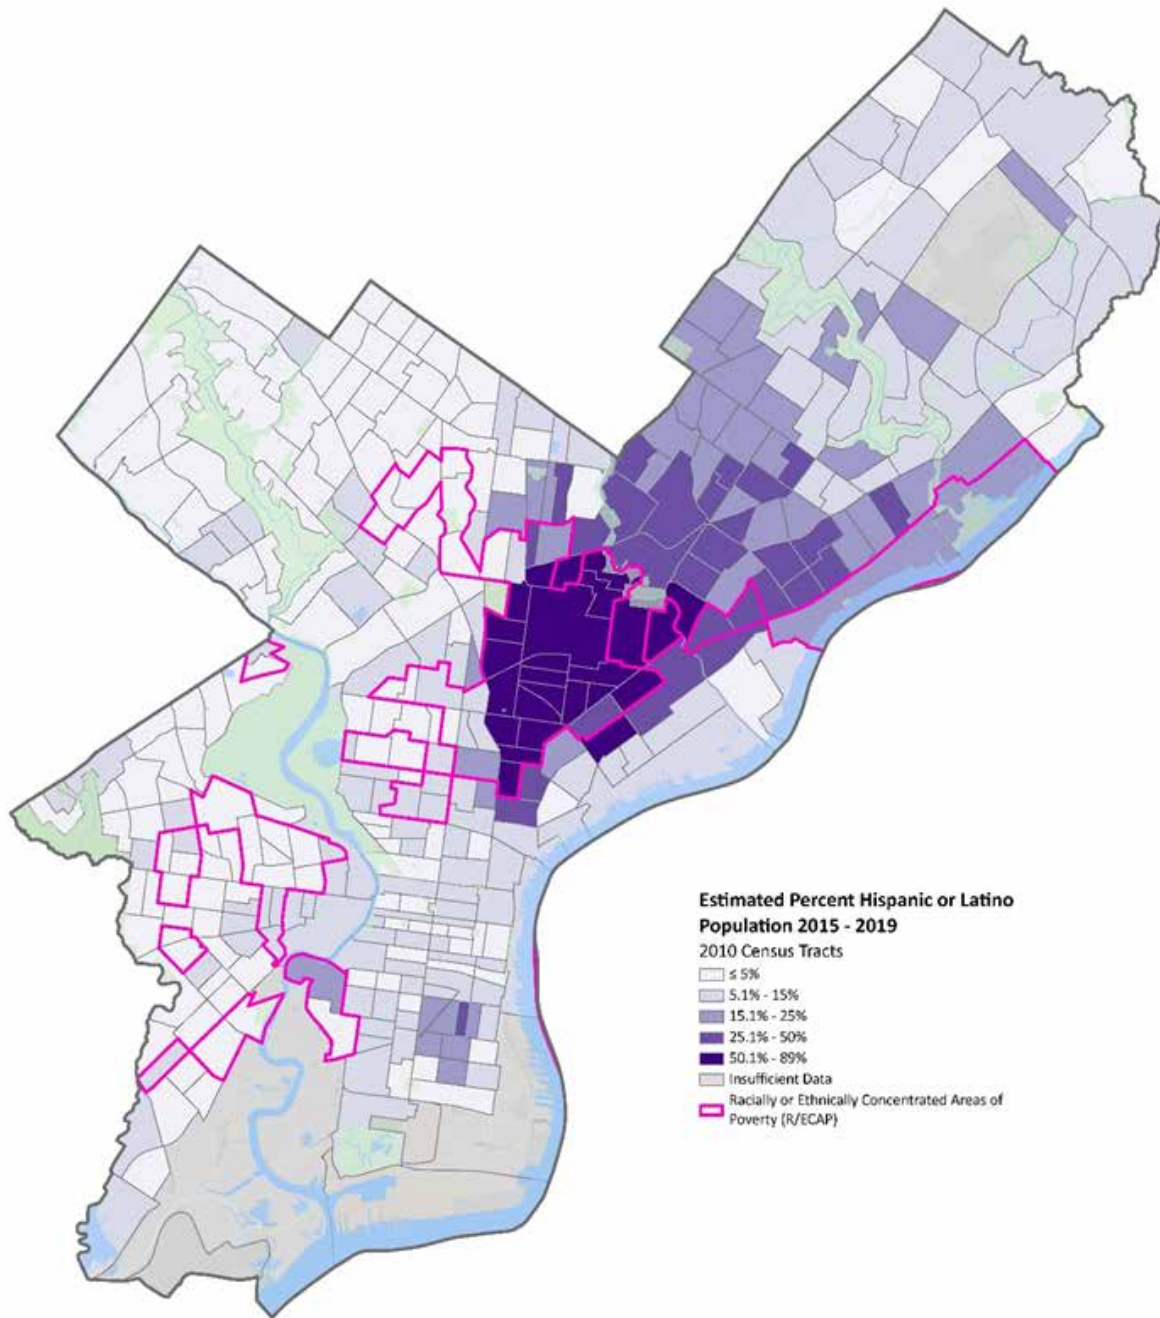 Estimated Percent Hispanic or Latino
Population 2015 - 2019
2010 Census Tracts
≤ 5%
5.1% - 15%
15.1% - 25%
25.1% - 50%
50.1% - 89%
Insufficient Data
Racially or Ethnically Concentrated Areas of
Poverty (R/ECAP)